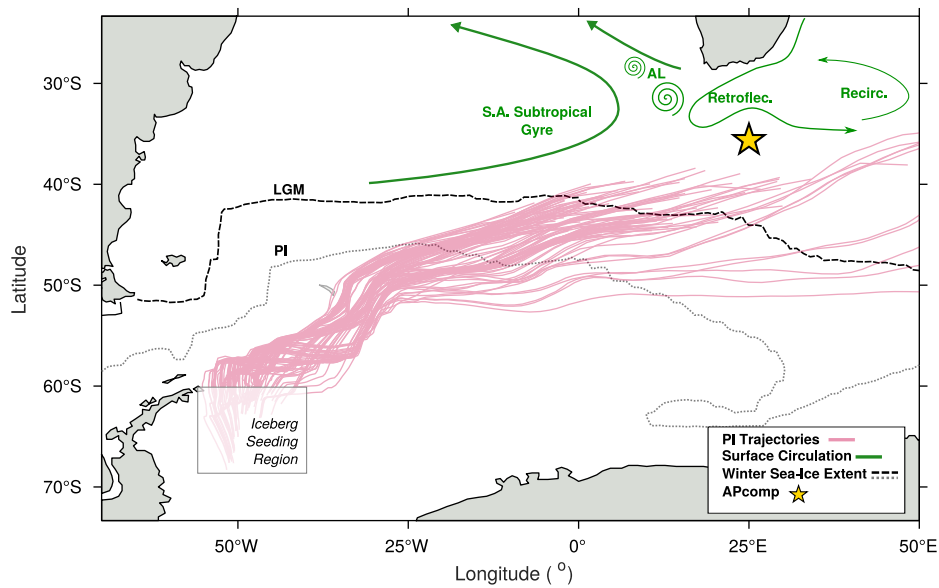 30°S
40°S
50°S
60°S
70°S
Latitude
50°W
25°W
0°
25°E
50°E
Longitude ( o)
S.A. Subtropical
Gyre
AL
Retroflec.
Recirc.
LGM
PI
Iceberg
Seeding
Region
PI Trajectories
Surface Circulation
Winter Sea-Ice Extent
APcomp